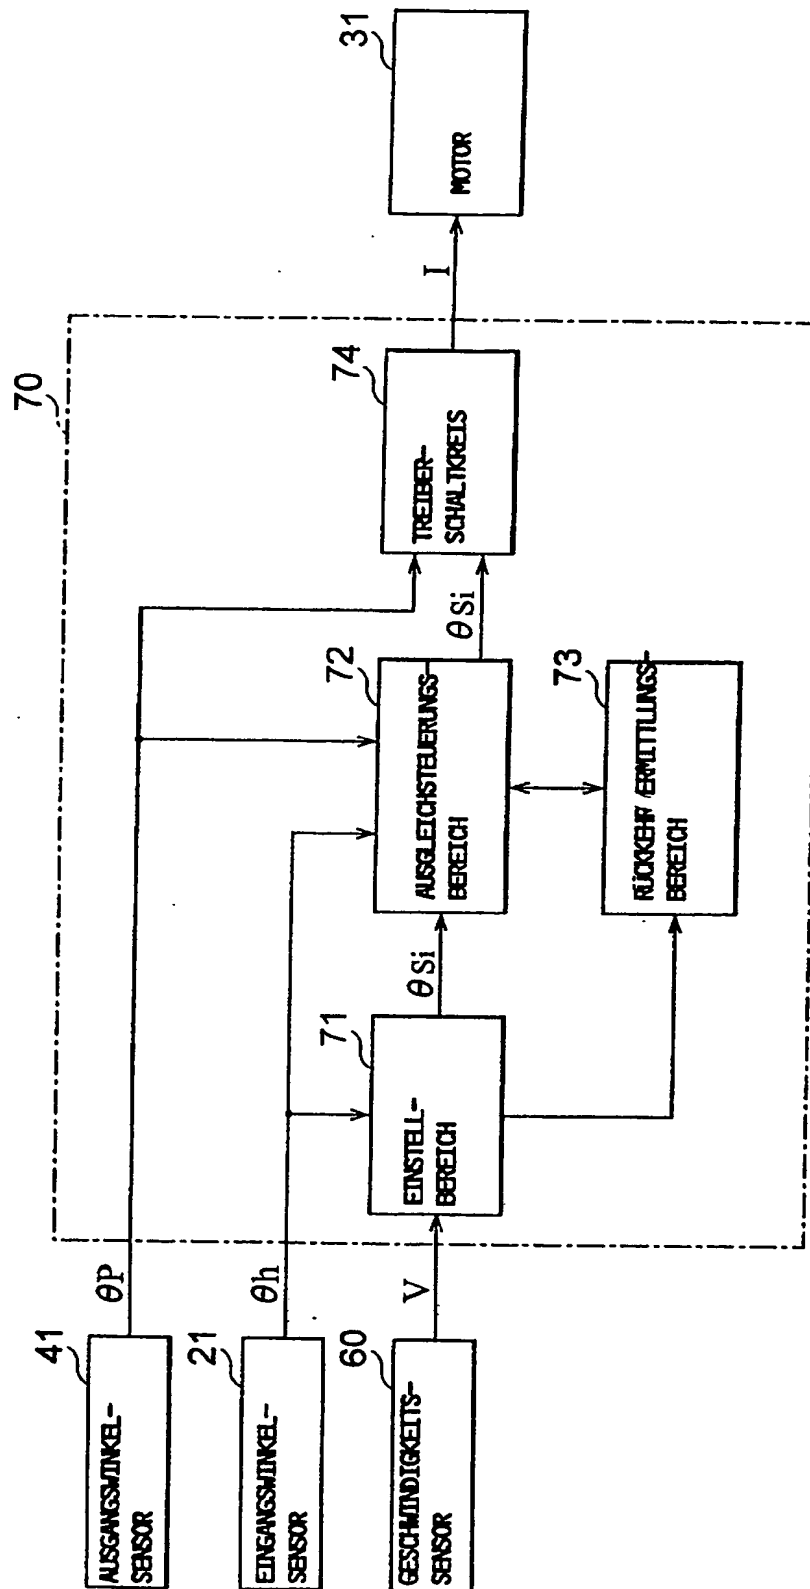 41
AUSGANGSWINKEL-
SENSOR
θP
21
EINGANGSWINKEL-
SENSOR
θh
60
GESCHWINDIGKEITS-
SENSOR
V
70
71
EINSTELL-
BEREICH
θSi
72
AUSGLEICHSTEUERUNGS-
BEREICH
θSi
73
RÜCKKEHR/ERMITTLUNGS-
BEREICH
74
TREIBER-
SCHALTKREIS
I
31
MOTOR